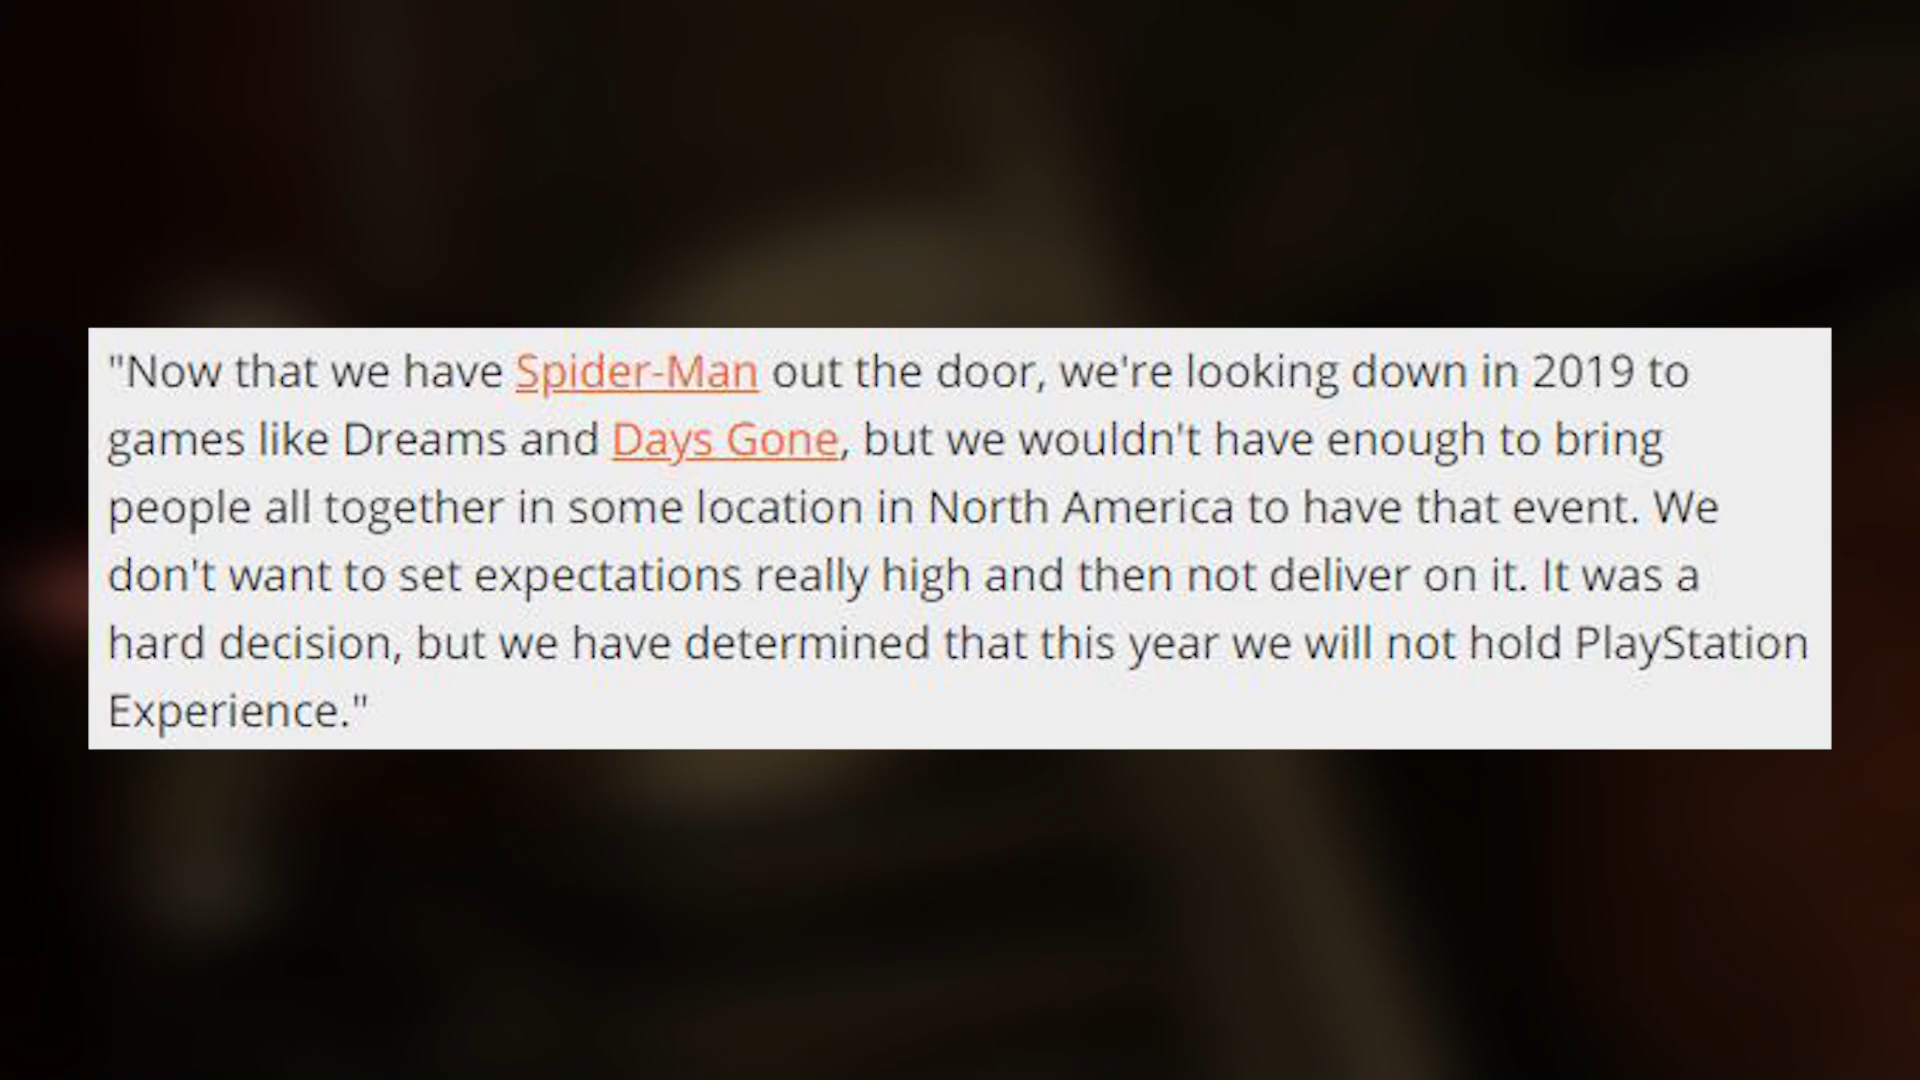 "Now that we have Spider-Man out the door, we're looking down in 2019 to
games like Dreams and Days Gone, but we wouldn't have enough to bring
people all together in some location in North America to have that event. We
don't want to set expectations really high and then not deliver on it. It was a
hard decision, but we have determined that this year we will not hold PlayStation
Experience."